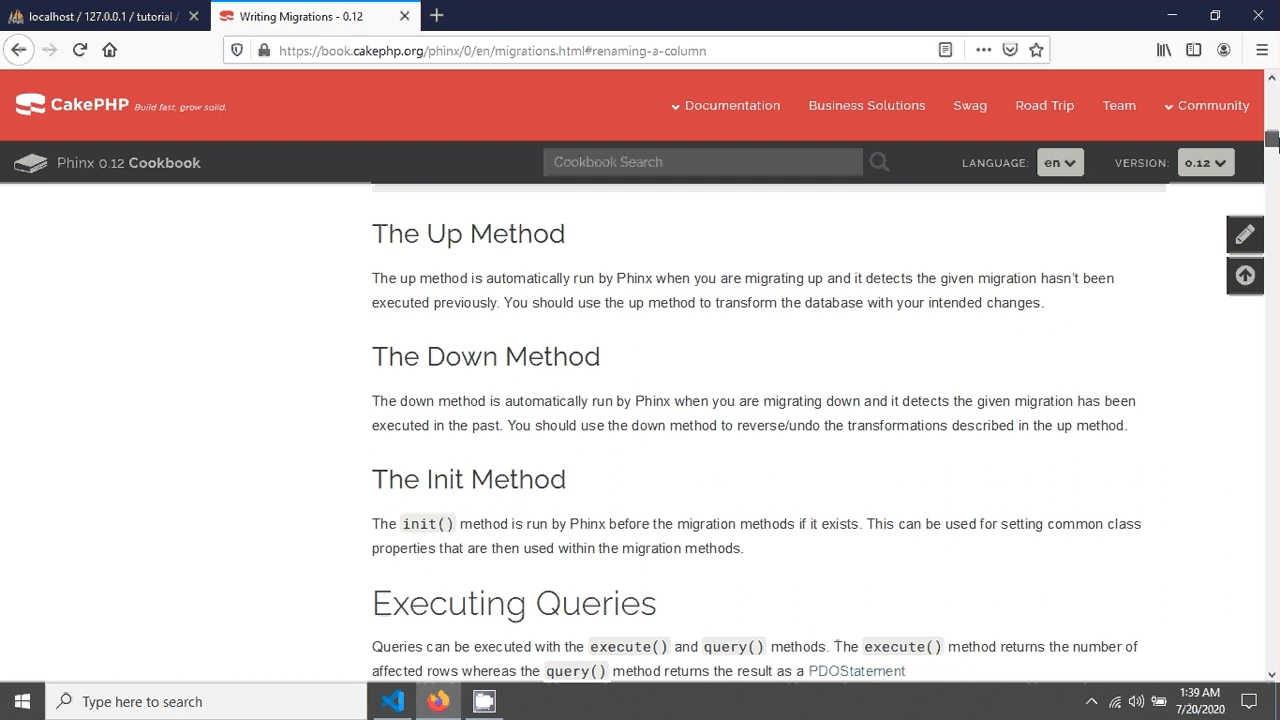 localhost / 127.0.0.1 / tutorial /
Writing Migrations - 0.12
https://book.cakephp.org/phinx/0/en/migrations.html#renaming-a-column
CakePHP Build fast, grow solid.
Documentation Business Solutions Swag Road Trip Team Community
Phinx 0.12 Cookbook
Cookbook Search
LANGUAGE: en VERSION: 0.12
The Up Method
The up method is automatically run by Phinx when you are migrating up and it detects the given migration hasn’t been
executed previously. You should use the up method to transform the database with your intended changes.
The Down Method
The down method is automatically run by Phinx when you are migrating down and it detects the given migration has been
executed in the past. You should use the down method to reverse/undo the transformations described in the up method.
The Init Method
The init() method is run by Phinx before the migration methods if it exists. This can be used for setting common class
properties that are then used within the migration methods.
Executing Queries
Queries can be executed with the execute() and query() methods. The execute() method returns the number of
affected rows whereas the query() method returns the result as a PDOStatement
Type here to search
1:39 AM
7/20/2020